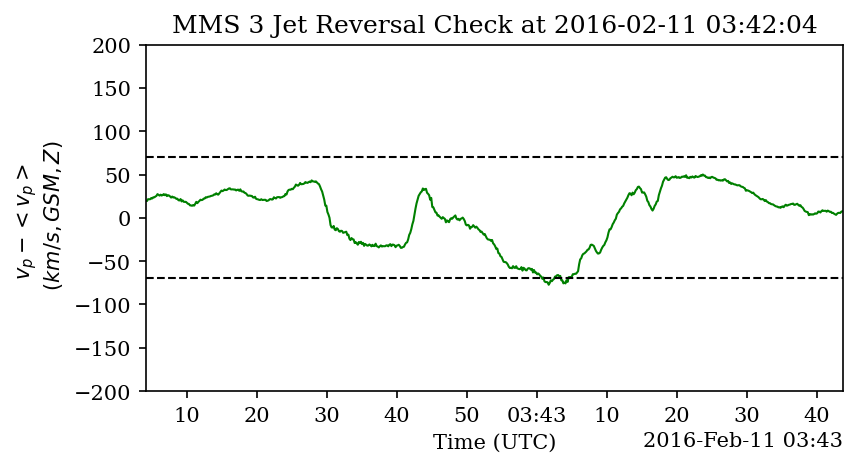 MMS 3 Jet Reversal Check at 2016-02-11 03:42:04
200
150
100
50
0
−50
−100
−150
−200
v_p − < v_p >
(km/s, GSM, Z)
10 20 30 40 50 03:43 10 20 30 40
Time (UTC)
2016-Feb-11 03:43